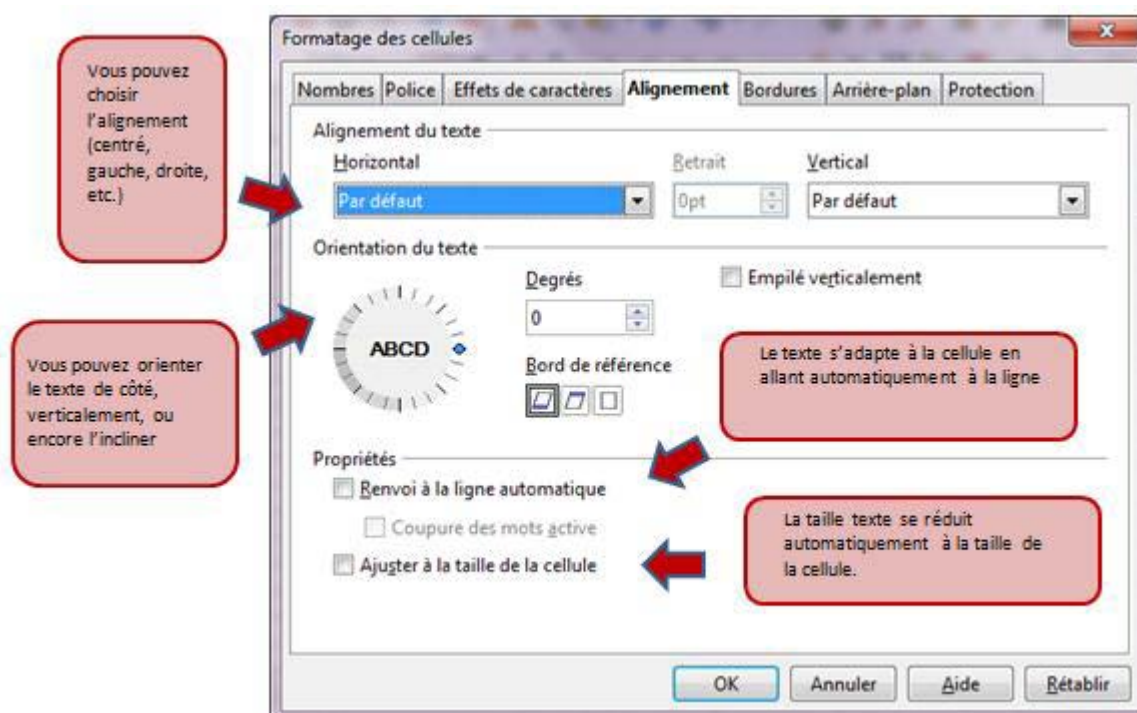 Formatage des cellules
Vous pouvez
choisir
l'alignement
(centré,
gauche, droite,
etc.)
Nombres Police Effets de caractères Alignement Bordures Arrière-plan Protection
Alignement du texte
Horizontal Retrait Vertical
Par défaut 0pt Par défaut
Orientation du texte
Degrés Empilé verticalement
0
ABCD
Bord de référence
Vous pouvez orienter
le texte de côté,
verticalement, ou
encore l'incliner
Le texte s'adapte à la cellule en
allant automatiquement à la ligne
Propriétés
Renvoi à la ligne automatique
Coupure des mots active
Ajuster à la taille de la cellule
La taille texte se réduit
automatiquement à la taille de
la cellule.
OK Annuler Aide Rétablir